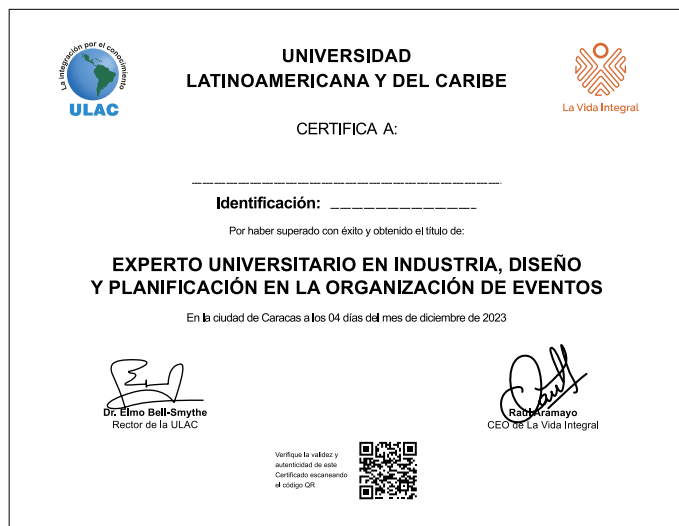 La integración por el conocimiento
ULAC
UNIVERSIDAD
LATINOAMERICANA Y DEL CARIBE
La Vida Integral
CERTIFICA A:
Identificación:
Por haber superado con éxito y obtenido el título de:
EXPERTO UNIVERSITARIO EN INDUSTRIA, DISEÑO
Y PLANIFICACIÓN EN LA ORGANIZACIÓN DE EVENTOS
En la ciudad de Caracas a los 04 días del mes de diciembre de 2023
Dr. Elmo Bell-Smythe
Rector de la ULAC
Raúl Aramayo
CEO de La Vida Integral
Verifique la validez y
autenticidad de este
Certificado escaneando
el código QR